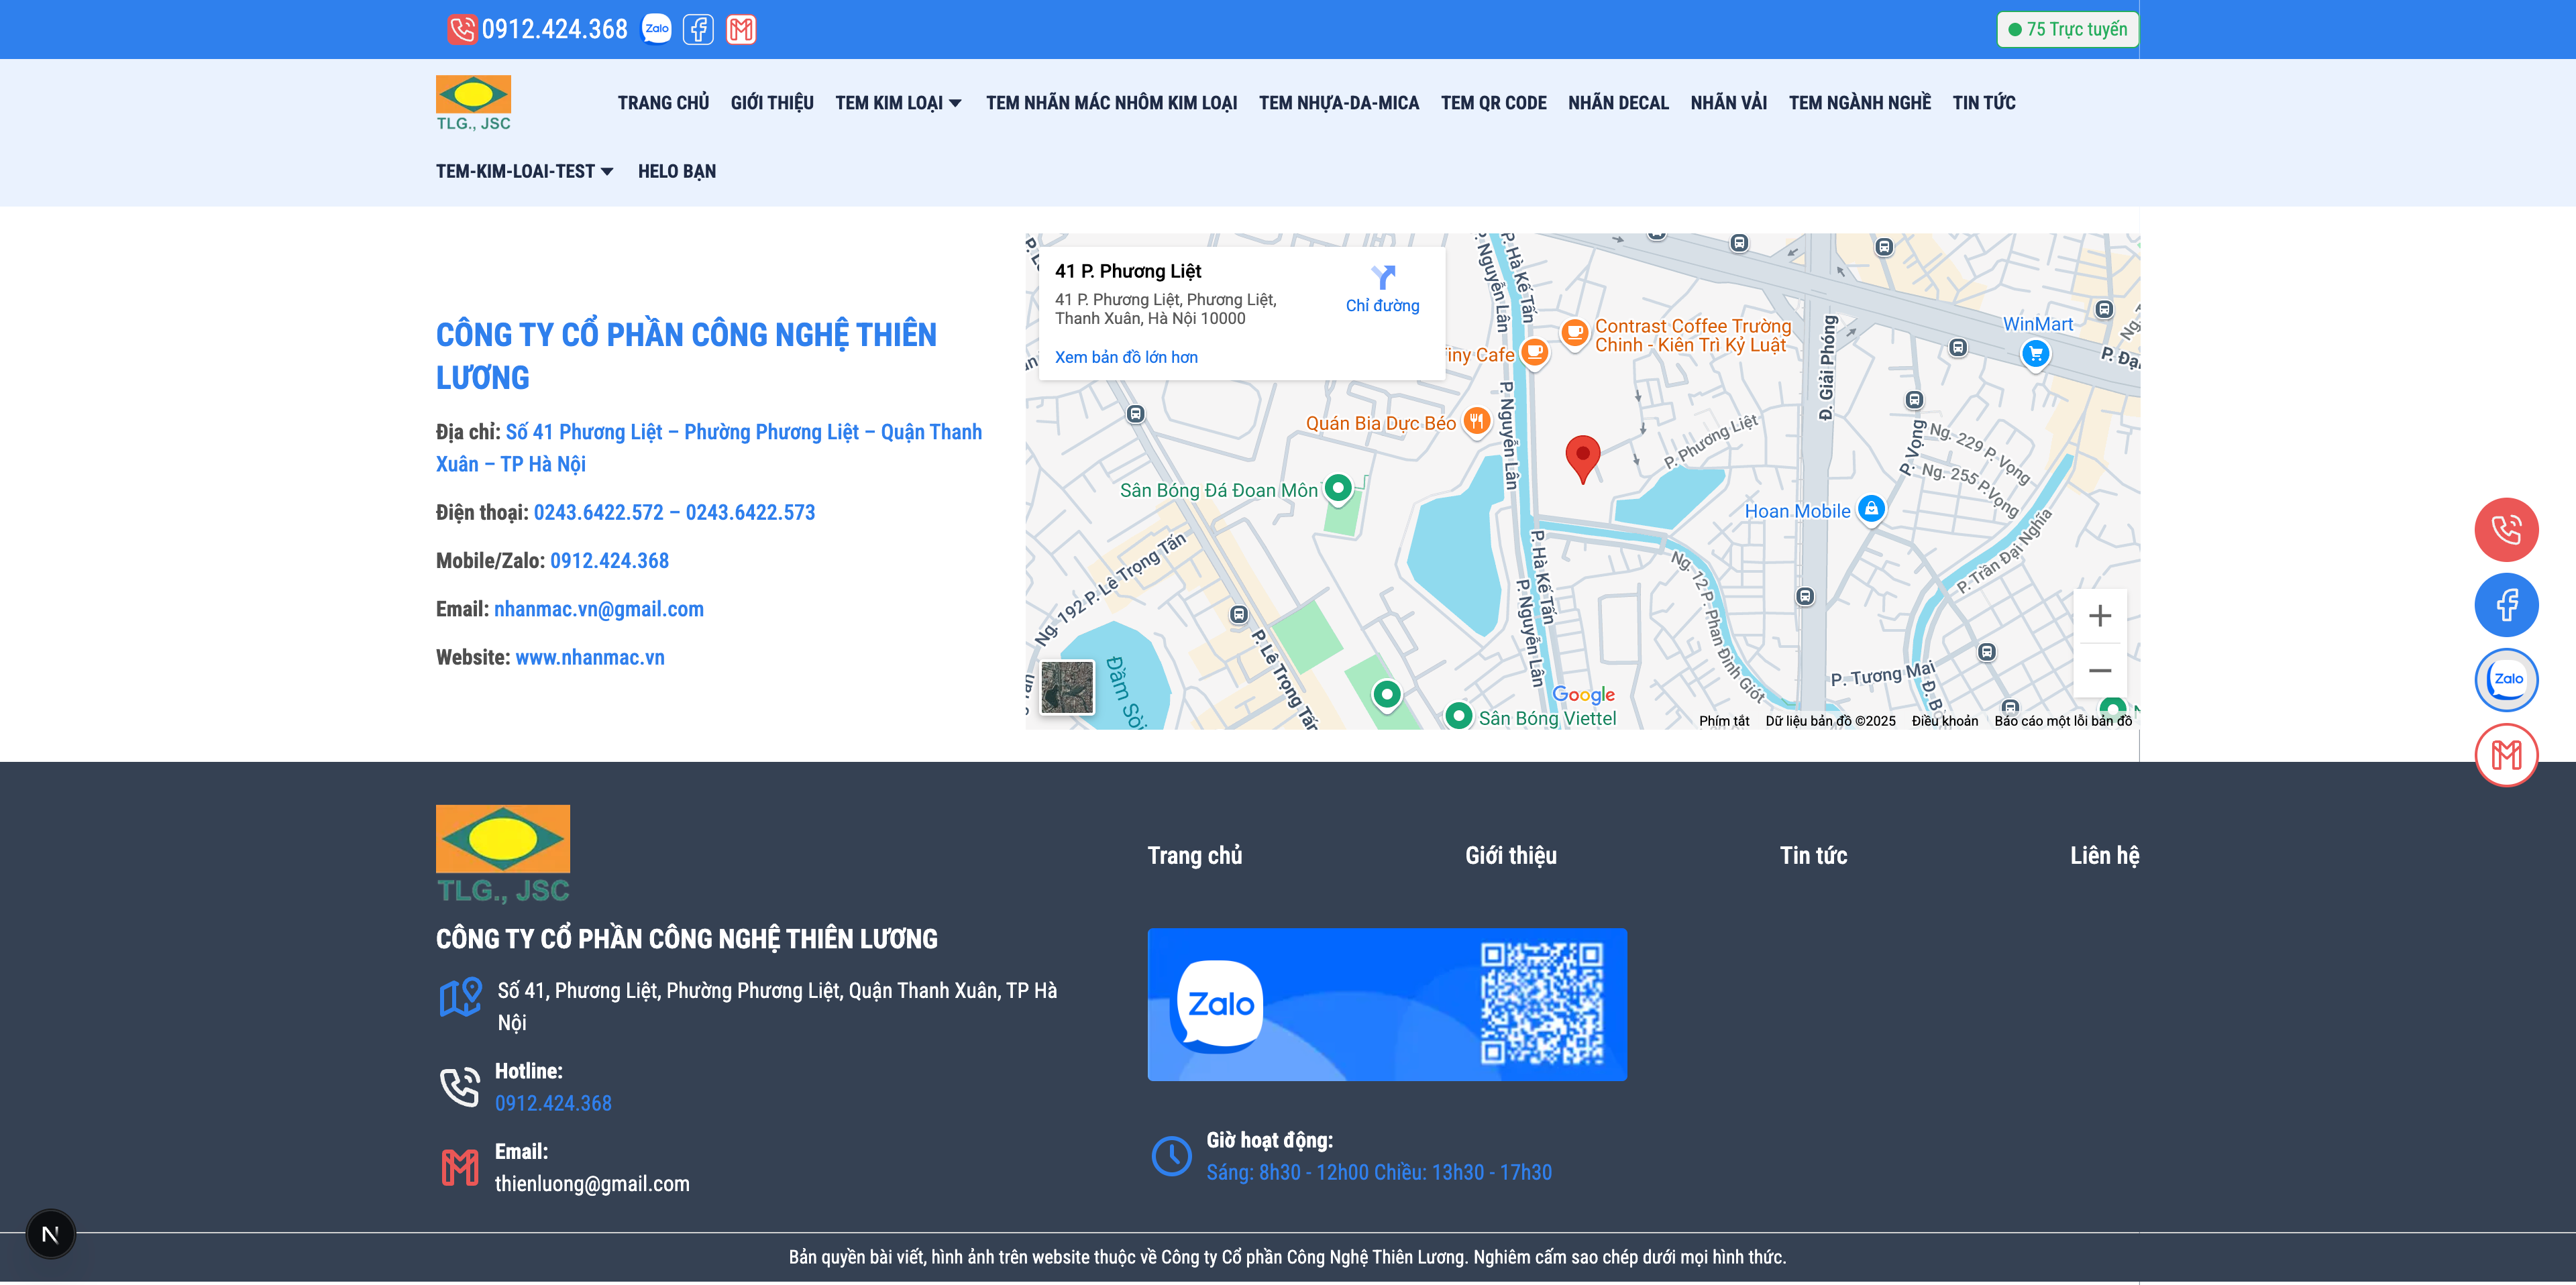 0912.424.368 Zalo
75 Trực tuyến
TLG., JSC
TRANG CHỦ GIỚI THIỆU TEM KIM LOẠI TEM NHÃN MÁC NHÔM KIM LOẠI TEM NHỰA-DA-MICA TEM QR CODE NHÃN DECAL NHÃN VẢI TEM NGÀNH NGHỀ TIN TỨC
TEM-KIM-LOAI-TEST HELO BẠN
CÔNG TY CỔ PHẦN CÔNG NGHỆ THIÊN
LƯƠNG
Địa chỉ: Số 41 Phương Liệt – Phường Phương Liệt – Quận Thanh
Xuân – TP Hà Nội
Điện thoại: 0243.6422.572 – 0243.6422.573
Mobile/Zalo: 0912.424.368
Email: nhanmac.vn@gmail.com
Website: www.nhanmac.vn
41 P. Phương Liệt
41 P. Phương Liệt, Phương Liệt,
Thanh Xuân, Hà Nội 10000
Chỉ đường
Xem bản đồ lớn hơn
P. Nguyễn Lân
P. Hà Kế Tấn
Contrast Coffee Trường
Chinh - Kiên Trì Kỷ Luật
iny Cafe
WinMart
P. Đại
Đ. Giải Phóng
Quán Bia Dực Béo
P. Nguyễn Lân
P. Phương Liệt
P. Vọng
Ng. 229 P. Vọng
Ng. 255 P.Vọng
Sân Bóng Đá Đoan Môn
Hoan Mobile
Ng. 192 P. Lê Trọng Tấn
P. Hà Kế Tấn
P. Nguyễn Lân
Ng. 12 P. Phan Đình Giót
P.Trần Đại Nghĩa
P. Lê Trọng Tấn
P. Tương Mai
Google
Sân Bóng Viettel
Phím tắt Dữ liệu bản đồ ©2025 Điều khoản Báo cáo một lỗi bản đồ
Zalo
TLG., JSC
Trang chủ Giới thiệu Tin tức Liên hệ
CÔNG TY CỔ PHẦN CÔNG NGHỆ THIÊN LƯƠNG
Số 41, Phương Liệt, Phường Phương Liệt, Quận Thanh Xuân, TP Hà
Nội
Hotline:
0912.424.368
Email:
thienluong@gmail.com
Zalo
Giờ hoạt động:
Sáng: 8h30 - 12h00 Chiều: 13h30 - 17h30
N
Bản quyền bài viết, hình ảnh trên website thuộc về Công ty Cổ phần Công Nghệ Thiên Lương. Nghiêm cấm sao chép dưới mọi hình thức.